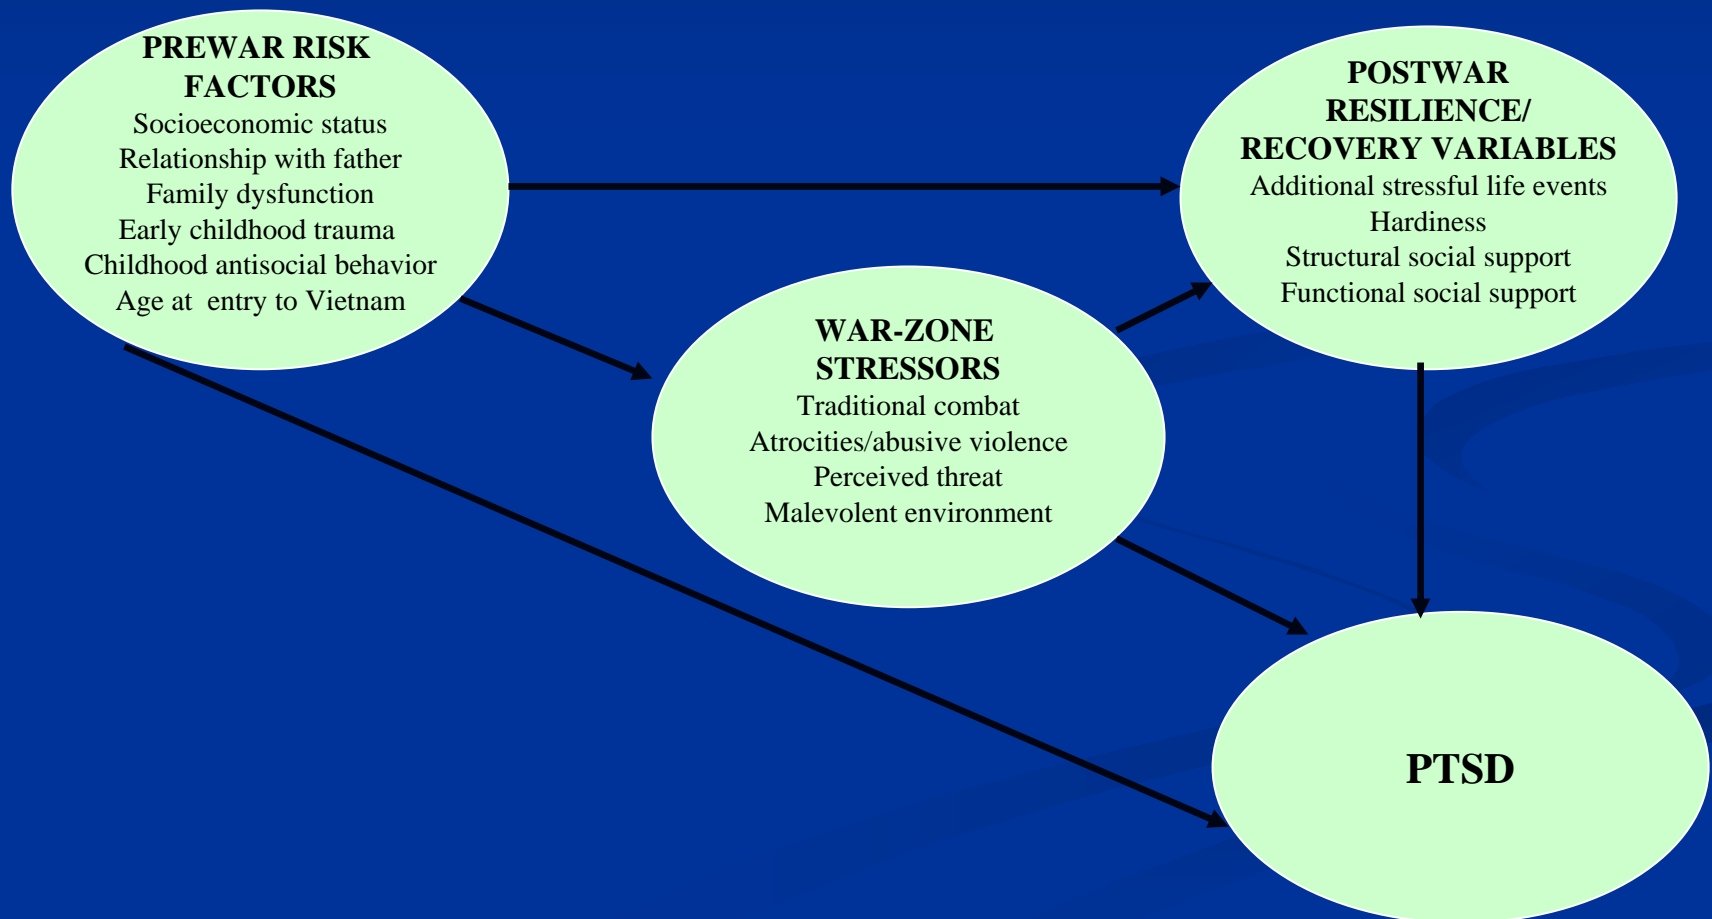 PREWAR RISK
FACTORS
Socioeconomic status
Relationship with father
Family dysfunction
Early childhood trauma
Childhood antisocial behavior
Age at entry to Vietnam
POSTWAR
RESILIENCE/
RECOVERY VARIABLES
Additional stressful life events
Hardiness
Structural social support
Functional social support
WAR-ZONE
STRESSORS
Traditional combat
Atrocities/abusive violence
Perceived threat
Malevolent environment
PTSD